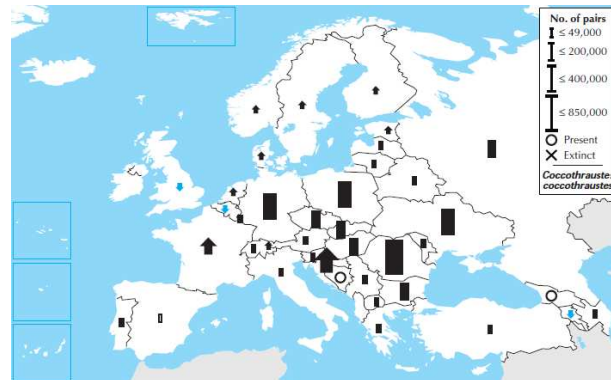 No. of pairs
≤ 49,000
≤ 200,000
≤ 400,000
≤ 850,000
Present
Extinct
Coccothraustes
coccothraustes